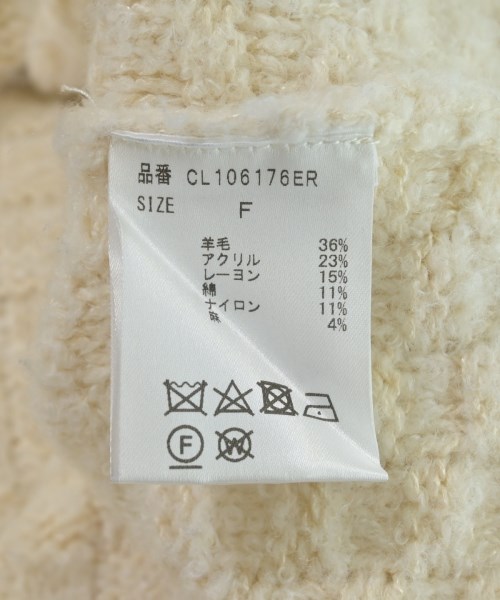 品番 CL106176ER
SIZE F
羊毛 36%
アクリル 23%
レーヨン 15%
綿 11%
ナイロン 11%
麻 4%
F
W